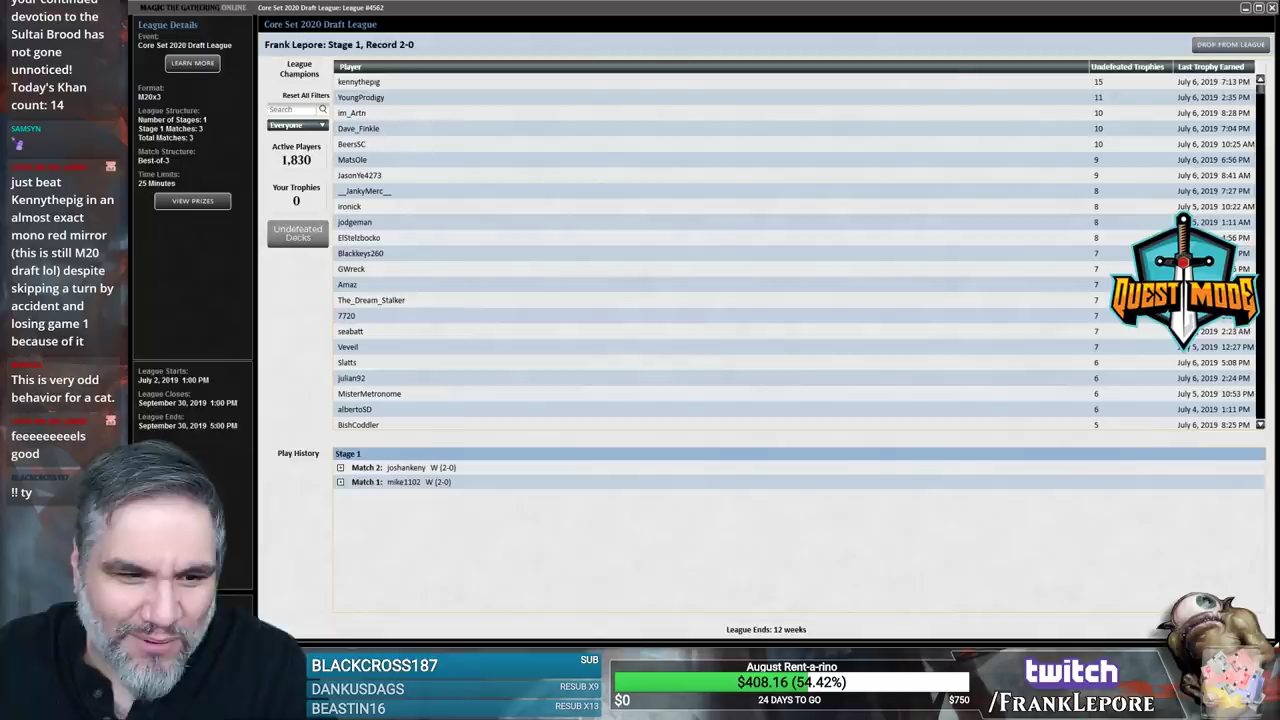 your continued
devotion to the
Sultai Brood has
not gone
unnoticed!
Today's Khan
count: 14
SAMSYN
just beat
Kennythepig in an
almost exact
mono red mirror
(this is still M20
draft lol) despite
skipping a turn by
accident and
losing game 1
because of it
This is very odd
behavior for a cat.
feeeeeeeels
good
BLACKCROSS187
!! ty
MAGIC THE GATHERING ONLINE
Core Set 2020 Draft League: League #4562
League Details
Event:
Core Set 2020 Draft League
LEARN MORE
Format:
M20x3
League Structure:
Number of Stages: 1
Stage 1 Matches: 3
Total Matches: 3
Match Structure:
Best-of-3
Time Limits:
25 Minutes
VIEW PRIZES
League Starts:
July 2, 2019 1:00 PM
League Closes:
September 30, 2019 1:00 PM
League Ends:
September 30, 2019 5:00 PM
Core Set 2020 Draft League
Frank Lepore: Stage 1, Record 2-0
DROP FROM LEAGUE
League
Champions
Reset All Filters
Search
Everyone
Active Players
1,830
Your Trophies
0
Undefeated
Decks
Player Undefeated Trophies Last Trophy Earned
kennythepig 15 July 6, 2019 7:13 PM
YoungProdigy 11 July 6, 2019 2:35 PM
im_Artn 10 July 6, 2019 8:28 PM
Dave_Finkle 10 July 6, 2019 7:04 PM
BeersSC 10 July 6, 2019 10:25 AM
MatsOle 9 July 6, 2019 6:56 PM
JasonYe4273 9 July 6, 2019 8:41 AM
__JankyMerc__ 8 July 6, 2019 7:27 PM
ironick 8 July 5, 2019 10:22 AM
jodgeman 8 5, 2019 1:11 AM
ElStelzbocko 8 PM
Blackkeys260 7 PM
GWreck 7 PM
Amaz 7 PM
The_Dream_Stalker 7 PM
7720 7 PM
seabatt 7 2019 2:23 AM
Veveil 7 July 5, 2019 12:27 PM
Slatts 6 July 6, 2019 5:08 PM
julian92 6 July 6, 2019 2:24 PM
MisterMetronome 6 July 5, 2019 10:53 PM
albertoSD 6 July 4, 2019 1:11 PM
BishCoddler 5 July 6, 2019 8:25 PM
QUEST MODE
Play History
Stage 1
Match 2: joshankeny W (2-0)
Match 1: mike1102 W (2-0)
League Ends: 12 weeks
BLACKCROSS187 SUB
DANKUSDAGS RESUB X9
BEASTIN16 RESUB X13
August Rent-a-rino
$408.16 (54.42%)
$0 24 DAYS TO GO $750
twitch
/FRANKLEPORE